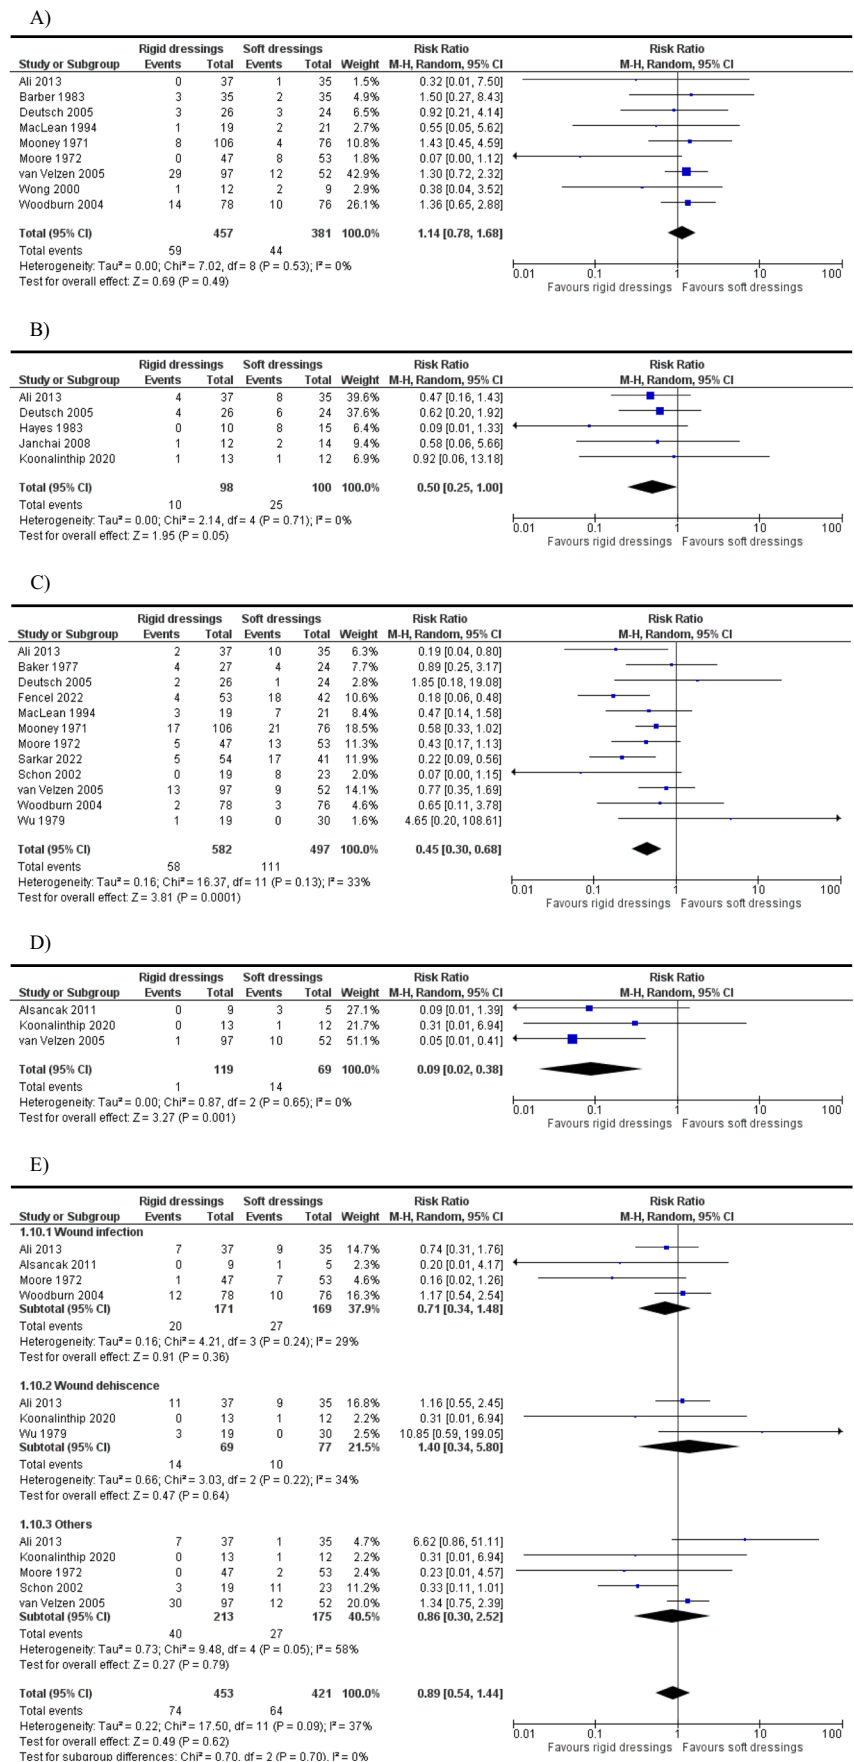 A)
Rigid dressings Soft dressings Risk Ratio Risk Ratio
Study or Subgroup Events Total Events Total Weight M-H, Random, 95% CI M-H, Random, 95% CI
Ali 2013 0 37 1 35 1.5% 0.32 [0.01, 7.50]
Barber 1983 3 35 2 35 4.9% 1.50 [0.27, 8.43]
Deutsch 2005 3 26 3 24 6.5% 0.92 [0.21, 4.14]
MacLean 1994 1 19 2 21 2.7% 0.55 [0.05, 5.62]
Mooney 1971 8 106 4 76 10.8% 1.43 [0.45, 4.59]
Moore 1972 0 47 8 53 1.8% 0.07 [0.00, 1.12]
van Velzen 2005 29 97 12 52 42.9% 1.30 [0.72, 2.32]
Wong 2000 1 12 2 9 2.9% 0.38 [0.04, 3.52]
Woodburn 2004 14 78 10 76 26.1% 1.36 [0.65, 2.88]
Total (95% CI) 457 381 100.0% 1.14 [0.78, 1.68]
Total events 59 44
Heterogeneity: Tau² = 0.00; Chi² = 7.02, df = 8 (P = 0.53); I² = 0%
Test for overall effect: Z = 0.69 (P = 0.49)
0.01 0.1 1 10 100
Favours rigid dressings Favours soft dressings
B)
Rigid dressings Soft dressings Risk Ratio Risk Ratio
Study or Subgroup Events Total Events Total Weight M-H, Random, 95% CI M-H, Random, 95% CI
Ali 2013 4 37 8 35 39.6% 0.47 [0.16, 1.43]
Deutsch 2005 4 26 6 24 37.6% 0.62 [0.20, 1.92]
Hayes 1983 0 10 8 15 6.4% 0.09 [0.01, 1.33]
Janchai 2008 1 12 2 14 9.4% 0.58 [0.06, 5.66]
Koonalinthip 2020 1 13 1 12 6.9% 0.92 [0.06, 13.18]
Total (95% CI) 98 100 100.0% 0.50 [0.25, 1.00]
Total events 10 25
Heterogeneity: Tau² = 0.00; Chi² = 2.14, df = 4 (P = 0.71); I² = 0%
Test for overall effect: Z = 1.95 (P = 0.05)
0.01 0.1 1 10 100
Favours rigid dressings Favours soft dressings
C)
Rigid dressings Soft dressings Risk Ratio Risk Ratio
Study or Subgroup Events Total Events Total Weight M-H, Random, 95% CI M-H, Random, 95% CI
Ali 2013 2 37 10 35 6.3% 0.19 [0.04, 0.80]
Baker 1977 4 27 4 24 7.7% 0.89 [0.25, 3.17]
Deutsch 2005 2 26 1 24 2.8% 1.85 [0.18, 19.08]
Fencel 2022 4 53 18 42 10.6% 0.18 [0.06, 0.48]
MacLean 1994 3 19 7 21 8.4% 0.47 [0.14, 1.58]
Mooney 1971 17 106 21 76 18.5% 0.58 [0.33, 1.02]
Moore 1972 5 47 13 53 11.3% 0.43 [0.17, 1.13]
Sarkar 2022 5 54 17 41 11.9% 0.22 [0.09, 0.56]
Schon 2002 0 19 8 23 2.0% 0.07 [0.00, 1.15]
van Velzen 2005 13 97 9 52 14.1% 0.77 [0.35, 1.69]
Woodburn 2004 2 78 3 76 4.6% 0.65 [0.11, 3.78]
Wu 1979 1 19 0 30 1.6% 4.65 [0.20, 108.61]
Total (95% CI) 582 497 100.0% 0.45 [0.30, 0.68]
Total events 58 111
Heterogeneity: Tau² = 0.16; Chi² = 16.37, df = 11 (P = 0.13); I² = 33%
Test for overall effect: Z = 3.81 (P = 0.0001)
0.01 0.1 1 10 100
Favours rigid dressings Favours soft dressings
D)
Rigid dressings Soft dressings Risk Ratio Risk Ratio
Study or Subgroup Events Total Events Total Weight M-H, Random, 95% CI M-H, Random, 95% CI
Alsancak 2011 0 9 3 5 27.1% 0.09 [0.01, 1.39]
Koonalinthip 2020 0 13 1 12 21.7% 0.31 [0.01, 6.94]
van Velzen 2005 1 97 10 52 51.1% 0.05 [0.01, 0.41]
Total (95% CI) 119 69 100.0% 0.09 [0.02, 0.38]
Total events 1 14
Heterogeneity: Tau² = 0.00; Chi² = 0.87, df = 2 (P = 0.65); I² = 0%
Test for overall effect: Z = 3.27 (P = 0.001)
0.01 0.1 1 10 100
Favours rigid dressings Favours soft dressings
E)
Rigid dressings Soft dressings Risk Ratio Risk Ratio
Study or Subgroup Events Total Events Total Weight M-H, Random, 95% CI M-H, Random, 95% CI
1.10.1 Wound infection
Ali 2013 7 37 9 35 14.7% 0.74 [0.31, 1.76]
Alsancak 2011 0 9 1 5 2.3% 0.20 [0.01, 4.17]
Moore 1972 1 47 7 53 4.6% 0.16 [0.02, 1.26]
Woodburn 2004 12 78 10 76 16.3% 1.17 [0.54, 2.54]
Subtotal (95% CI) 171 169 37.9% 0.71 [0.34, 1.48]
Total events 20 27
Heterogeneity: Tau² = 0.16; Chi² = 4.21, df = 3 (P = 0.24); I² = 29%
Test for overall effect: Z = 0.91 (P = 0.36)
1.10.2 Wound dehiscence
Ali 2013 11 37 9 35 16.8% 1.16 [0.55, 2.45]
Koonalinthip 2020 0 13 1 12 2.2% 0.31 [0.01, 6.94]
Wu 1979 3 19 0 30 2.5% 10.85 [0.59, 199.05]
Subtotal (95% CI) 69 77 21.5% 1.40 [0.34, 5.80]
Total events 14 10
Heterogeneity: Tau² = 0.66; Chi² = 3.03, df = 2 (P = 0.22); I² = 34%
Test for overall effect: Z = 0.47 (P = 0.64)
1.10.3 Others
Ali 2013 7 37 1 35 4.7% 6.62 [0.86, 51.11]
Koonalinthip 2020 0 13 1 12 2.2% 0.31 [0.01, 6.94]
Moore 1972 0 47 2 53 2.4% 0.23 [0.01, 4.57]
Schon 2002 3 19 11 23 11.2% 0.33 [0.11, 1.01]
van Velzen 2005 30 97 12 52 20.0% 1.34 [0.75, 2.39]
Subtotal (95% CI) 213 175 40.5% 0.86 [0.30, 2.52]
Total events 40 27
Heterogeneity: Tau² = 0.73; Chi² = 9.48, df = 4 (P = 0.05); I² = 58%
Test for overall effect: Z = 0.27 (P = 0.79)
Total (95% CI) 453 421 100.0% 0.89 [0.54, 1.44]
Total events 74 64
Heterogeneity: Tau² = 0.22; Chi² = 17.50, df = 11 (P = 0.09); I² = 37%
Test for overall effect: Z = 0.49 (P = 0.62)
Test for subgroup differences: Chi² = 0.70, df = 2 (P = 0.70), I² = 0%
0.01 0.1 1 10 100
Favours rigid dressings Favours soft dressings